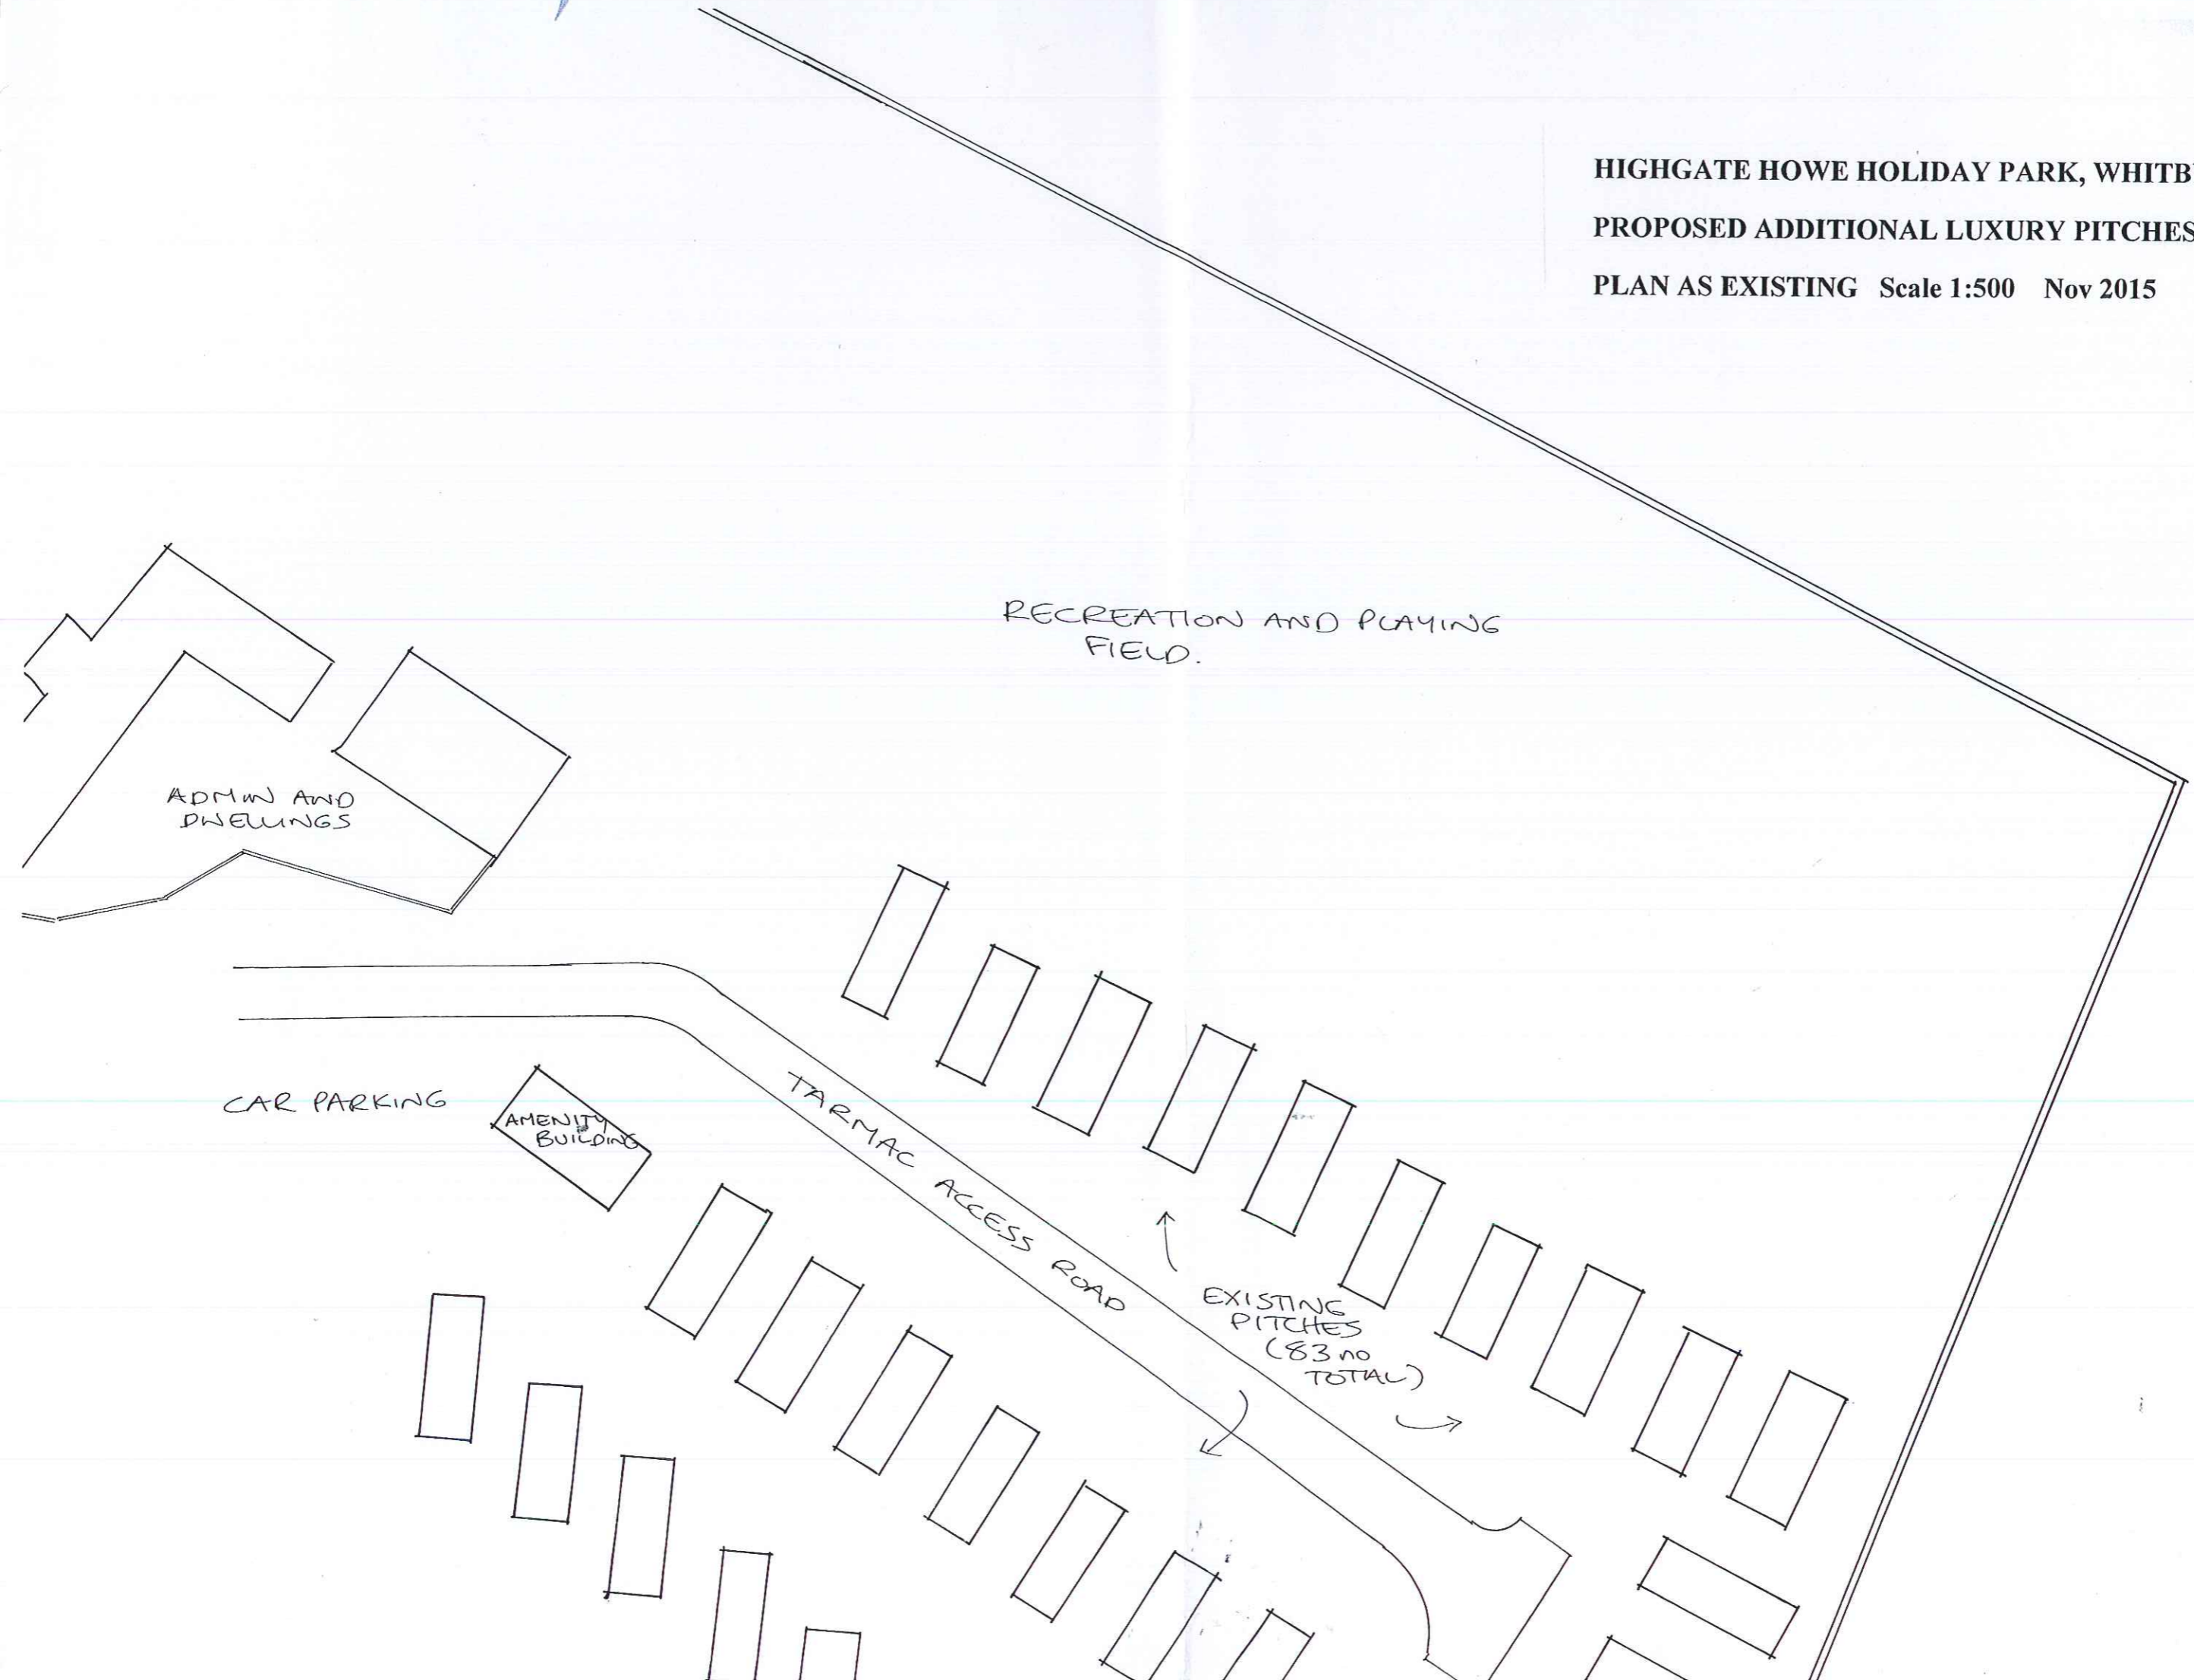 HIGHGATE HOWE HOLIDAY PARK, WHITB
PROPOSED ADDITIONAL LUXURY PITCHES
PLAN AS EXISTING Scale 1:500 Nov 2015
RECREATION AND PLAYING
FIELD.
ADMIN AND
DWELLINGS
CAR PARKING
AMENITY
BUILDING
TARMAC ACCESS ROAD
EXISTING
PITCHES
(83 no
TOTAL)